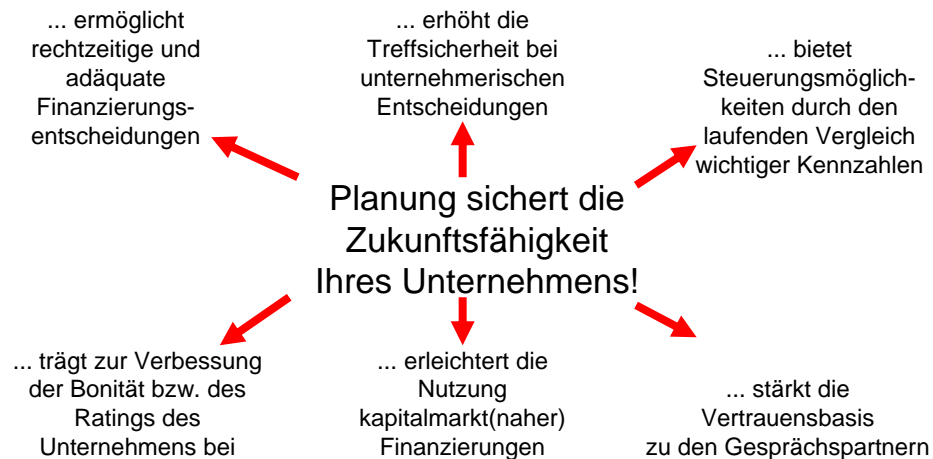 ... ermöglicht
rechtzeitige und
adäquate
Finanzierungs-
entscheidungen
... erhöht die
Treffsicherheit bei
unternehmerischen
Entscheidungen
... bietet
Steuerungsmöglich-
keiten durch den
laufenden Vergleich
wichtiger Kennzahlen
Planung sichert die
Zukunftsfähigkeit
Ihres Unternehmens!
... trägt zur Verbessung
der Bonität bzw. des
Ratings des
Unternehmens bei
... erleichtert die
Nutzung
kapitalmarkt(naher)
Finanzierungen
... stärkt die
Vertrauensbasis
zu den Gesprächspartnern